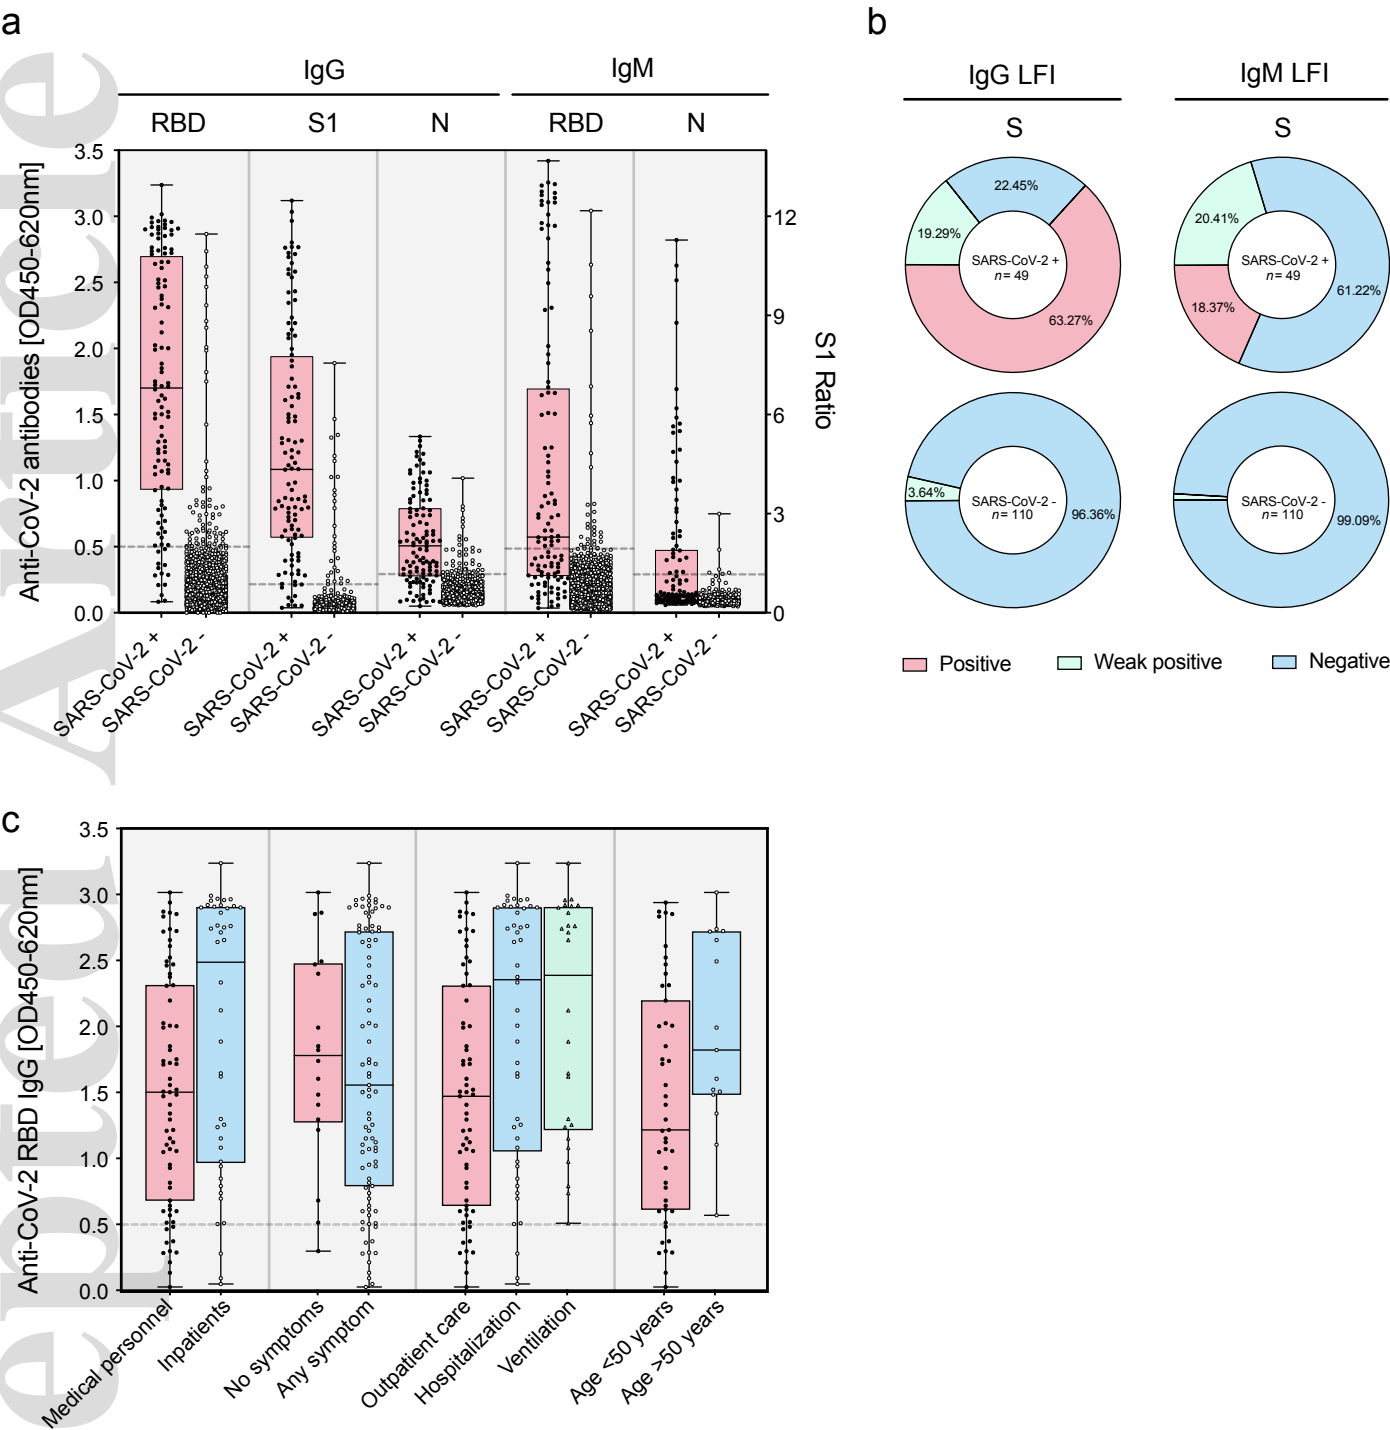 a
IgG
IgM
RBD
S1
N
RBD
N
Anti-CoV-2 antibodies [OD450-620nm]
3.5
3.0
2.5
2.0
1.5
1.0
0.5
0.0
12
9
6
3
0
S1 Ratio
SARS-CoV-2 +
SARS-CoV-2 -
SARS-CoV-2 +
SARS-CoV-2 -
SARS-CoV-2 +
SARS-CoV-2 -
SARS-CoV-2 +
SARS-CoV-2 -
SARS-CoV-2 +
SARS-CoV-2 -
b
IgG LFI
IgM LFI
S
S
22.45%
19.29%
SARS-CoV-2 +
n= 49
63.27%
20.41%
SARS-CoV-2 +
n= 49
18.37%
61.22%
3.64%
SARS-CoV-2 -
n= 110
96.36%
SARS-CoV-2 -
n= 110
99.09%
Positive
Weak positive
Negative
c
Anti-CoV-2 RBD IgG [OD450-620nm]
3.5
3.0
2.5
2.0
1.5
1.0
0.5
0.0
Medical personnel
Inpatients
No symptoms
Any symptom
Outpatient care
Hospitalization
Ventilation
Age <50 years
Age >50 years
Article
epted